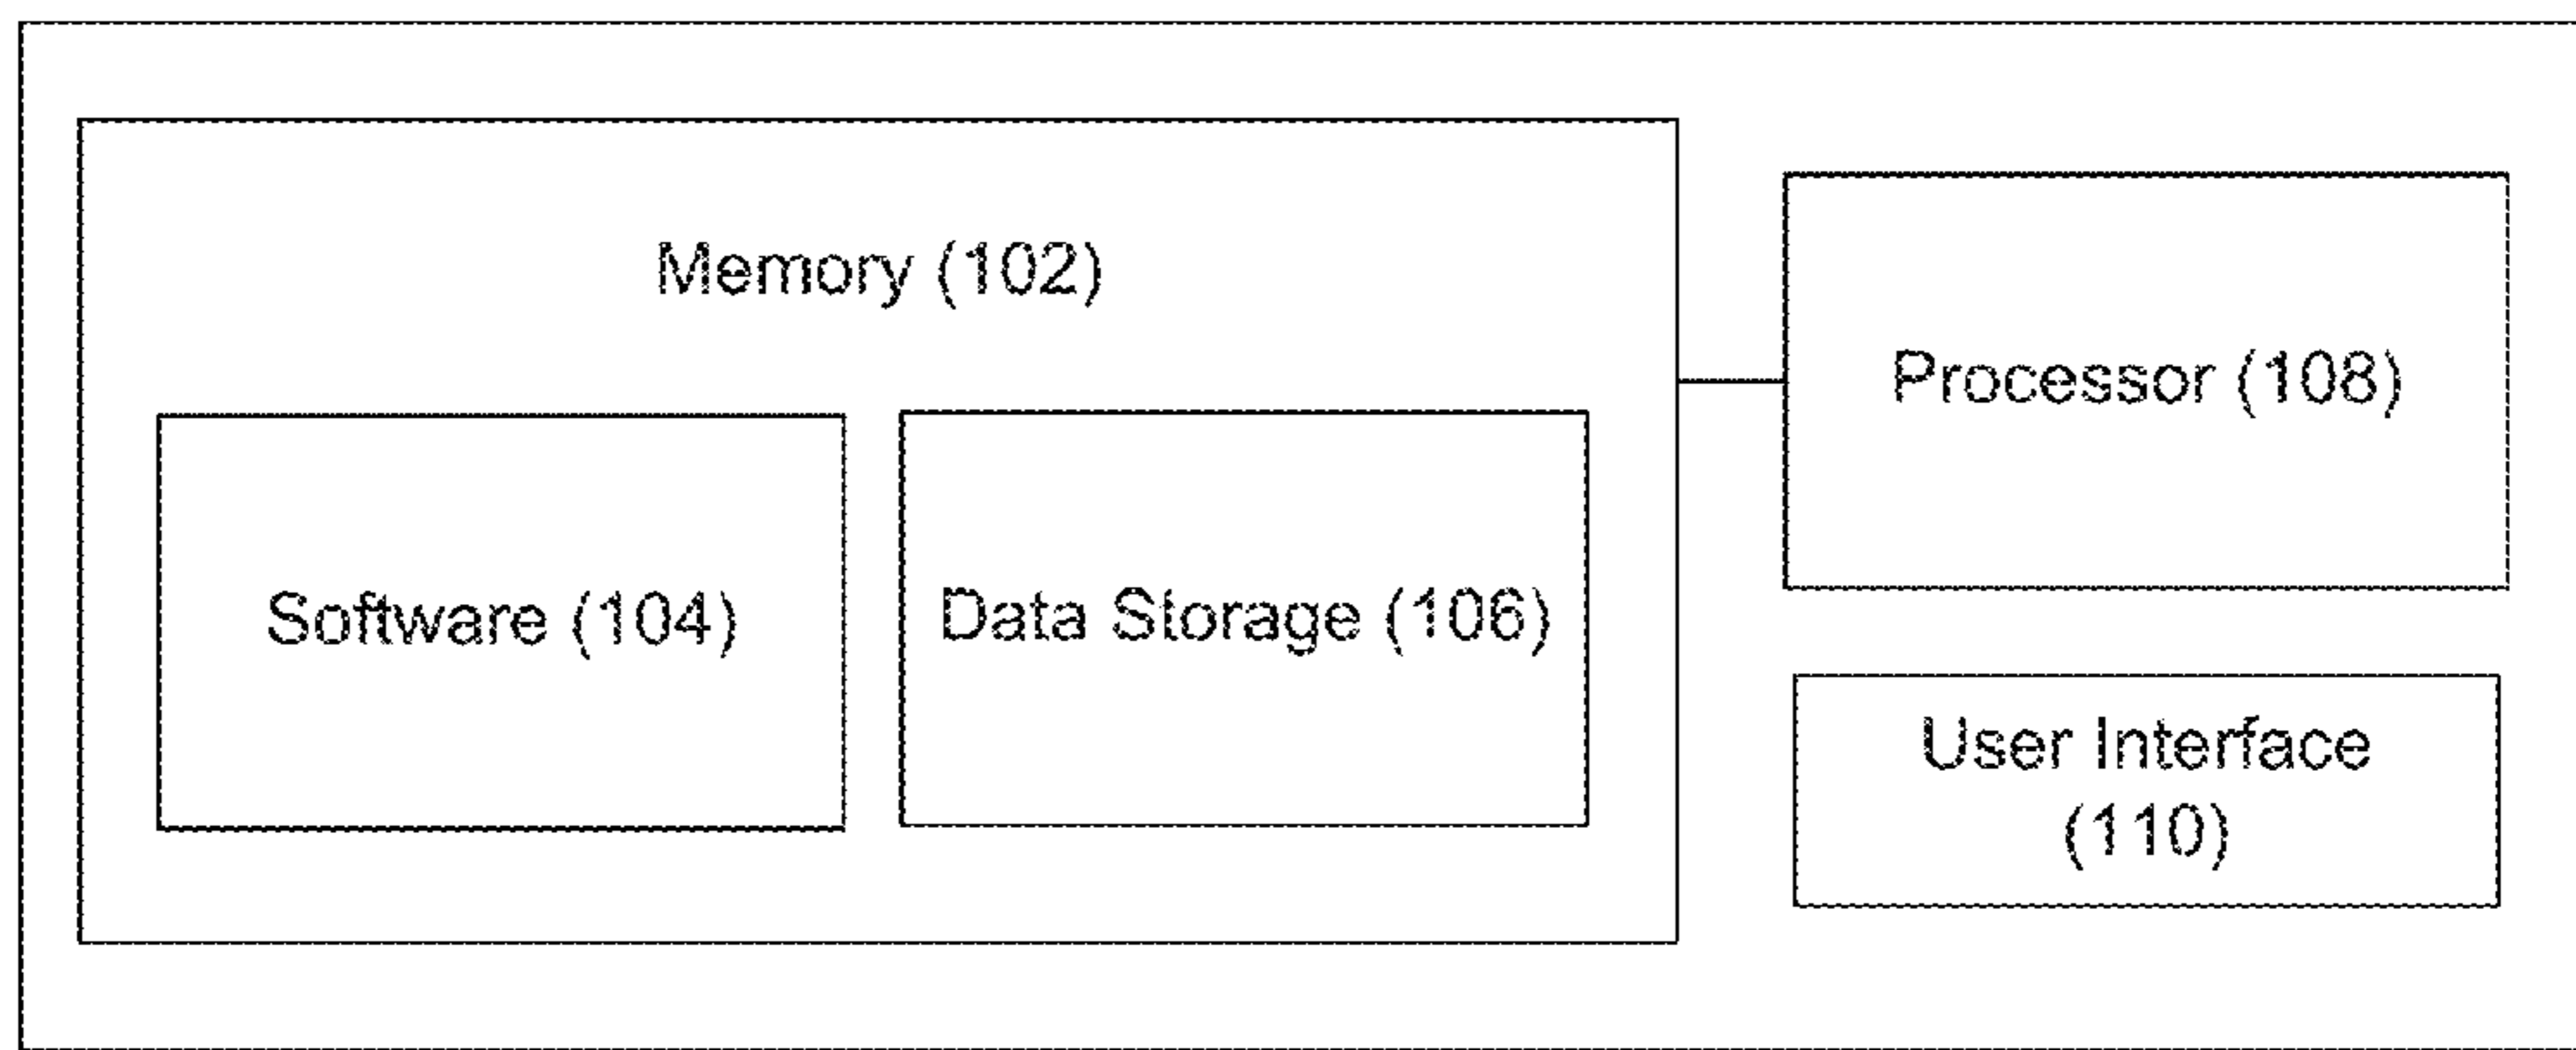 Memory (102)
Processor (108)
Software (104)
Data Storage (106)
User Interface
(110)